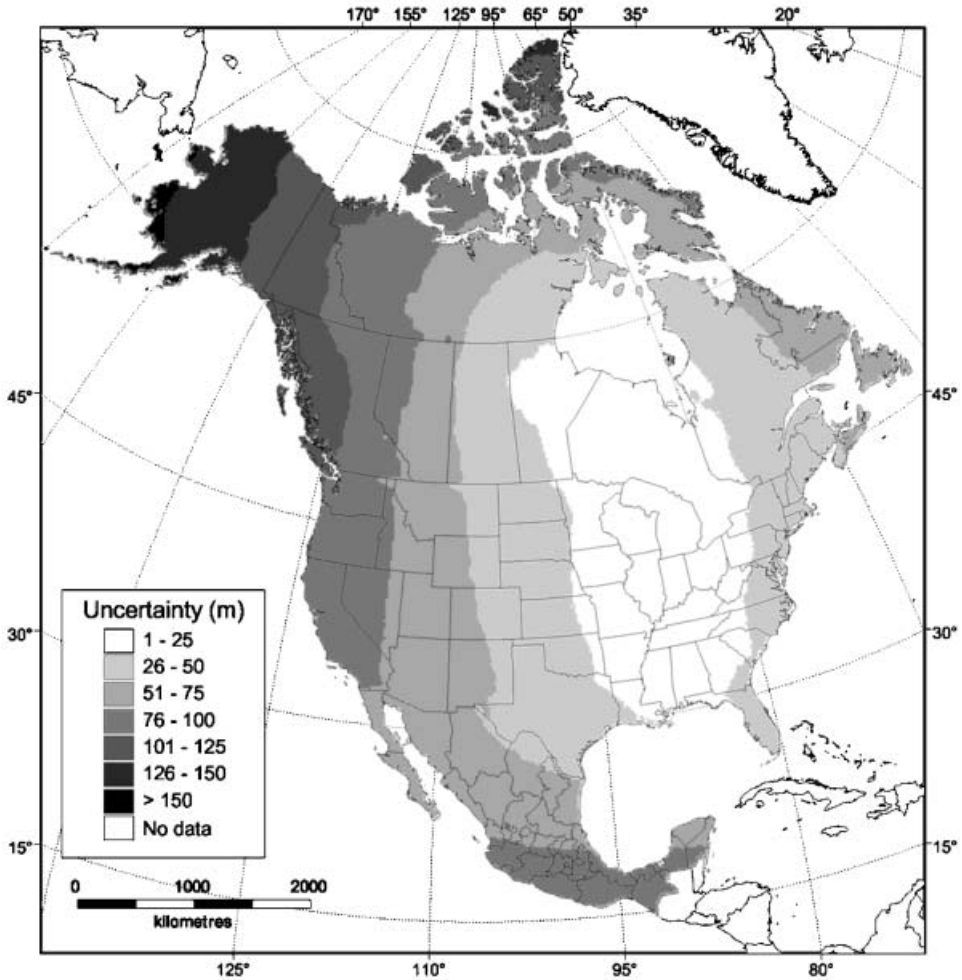 170° 155° 125° 95° 65° 50° 35° 20°
45° 45°
30° 30°
15° 15°
Uncertainty (m)
1 - 25
26 - 50
51 - 75
76 - 100
101 - 125
126 - 150
> 150
No data
0 1000 2000
kilometres
125° 110° 95° 80°